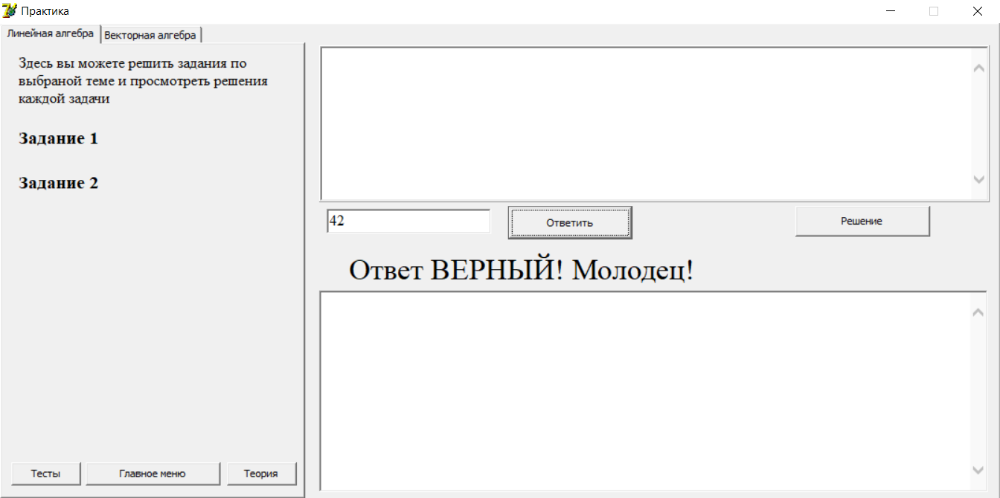 Практика
Линейная алгебра
Векторная алгебра
Здесь вы можете решить задания по
выбраной теме и просмотреть решения
каждой задачи
Задание 1
Задание 2
42
Ответить
Решение
Ответ ВЕРНЫЙ! Молодец!
Тесты
Главное меню
Теория